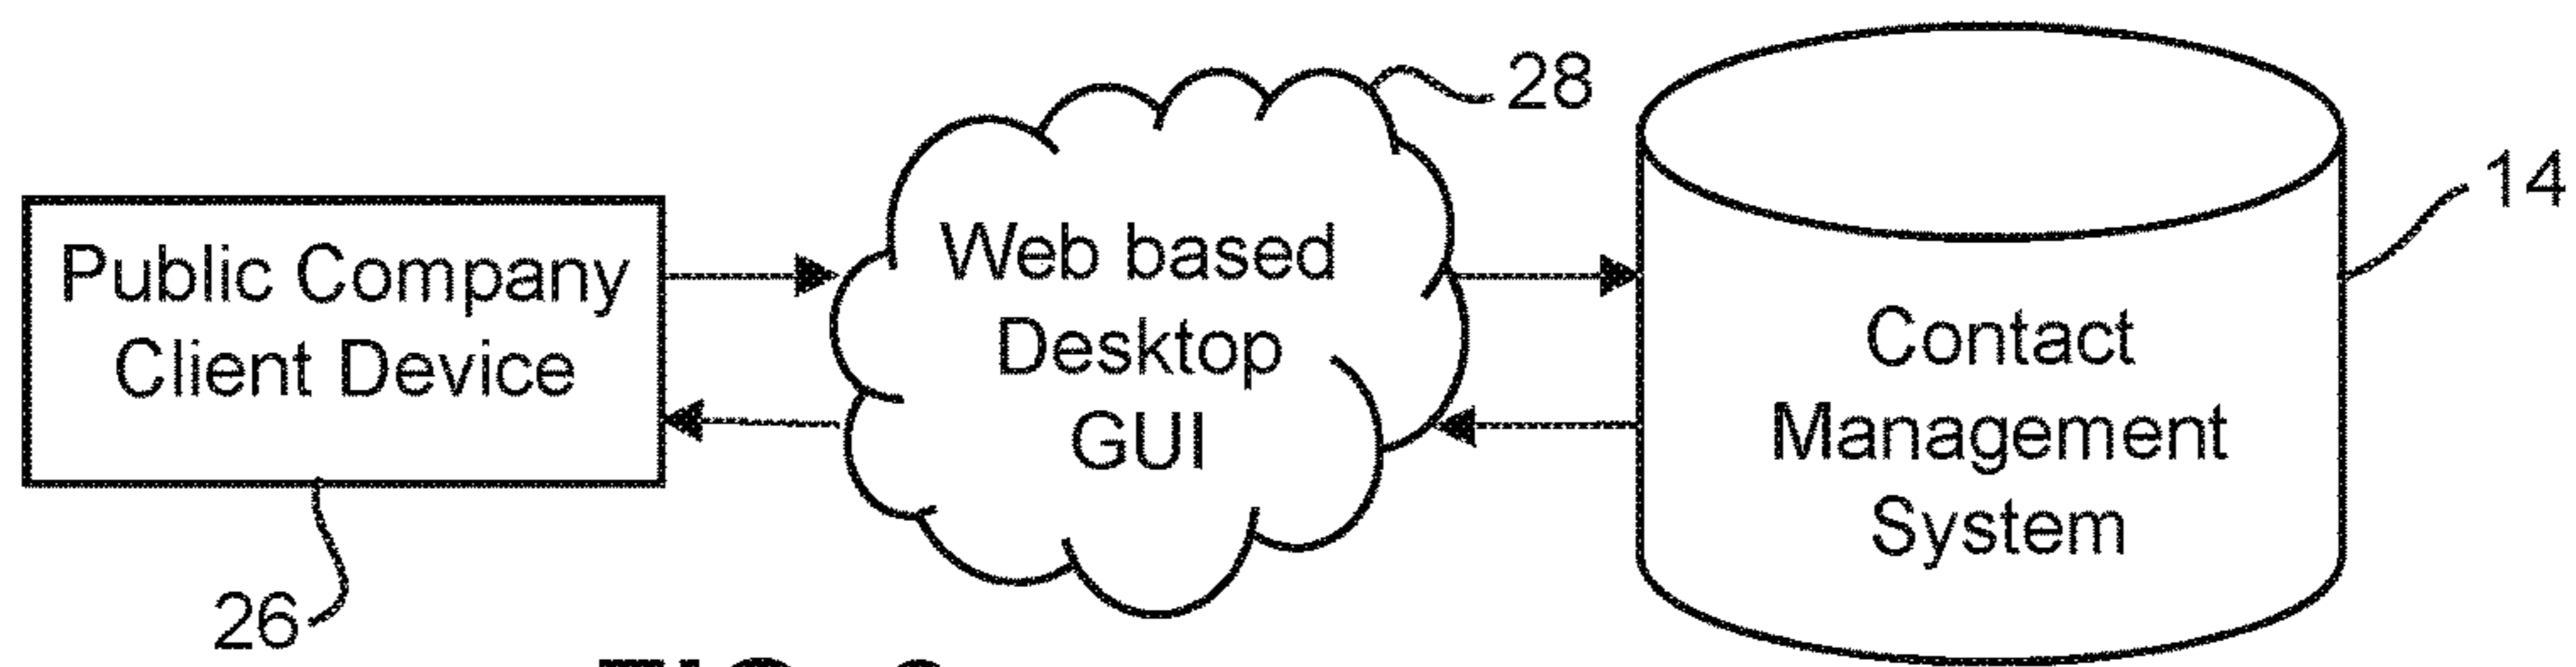 28
14
Public Company
Client Device
Web based
Desktop
GUI
Contact
Management
System
26